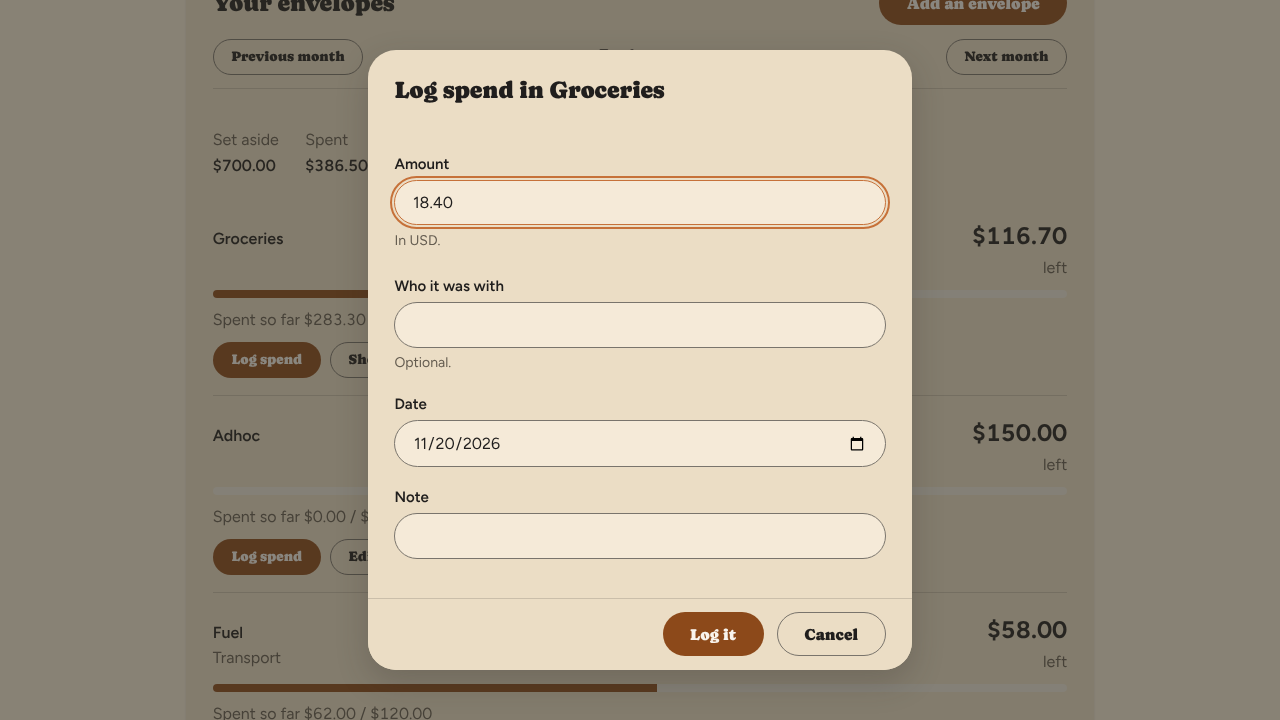 Your envelopes
Add an envelope
Previous month
Next month
Log spend in Groceries
Set aside
Spent
$700.00
$386.50
Amount
18.40
In USD.
Groceries
$116.70
left
Who it was with
Spent so far $283.30
Optional.
Log spend
Date
11/20/2026
Adhoc
$150.00
left
Note
Spent so far $0.00 / $
Log spend
Log it
Cancel
Fuel
Transport
$58.00
left
Spent so far $62.00 / $120.00